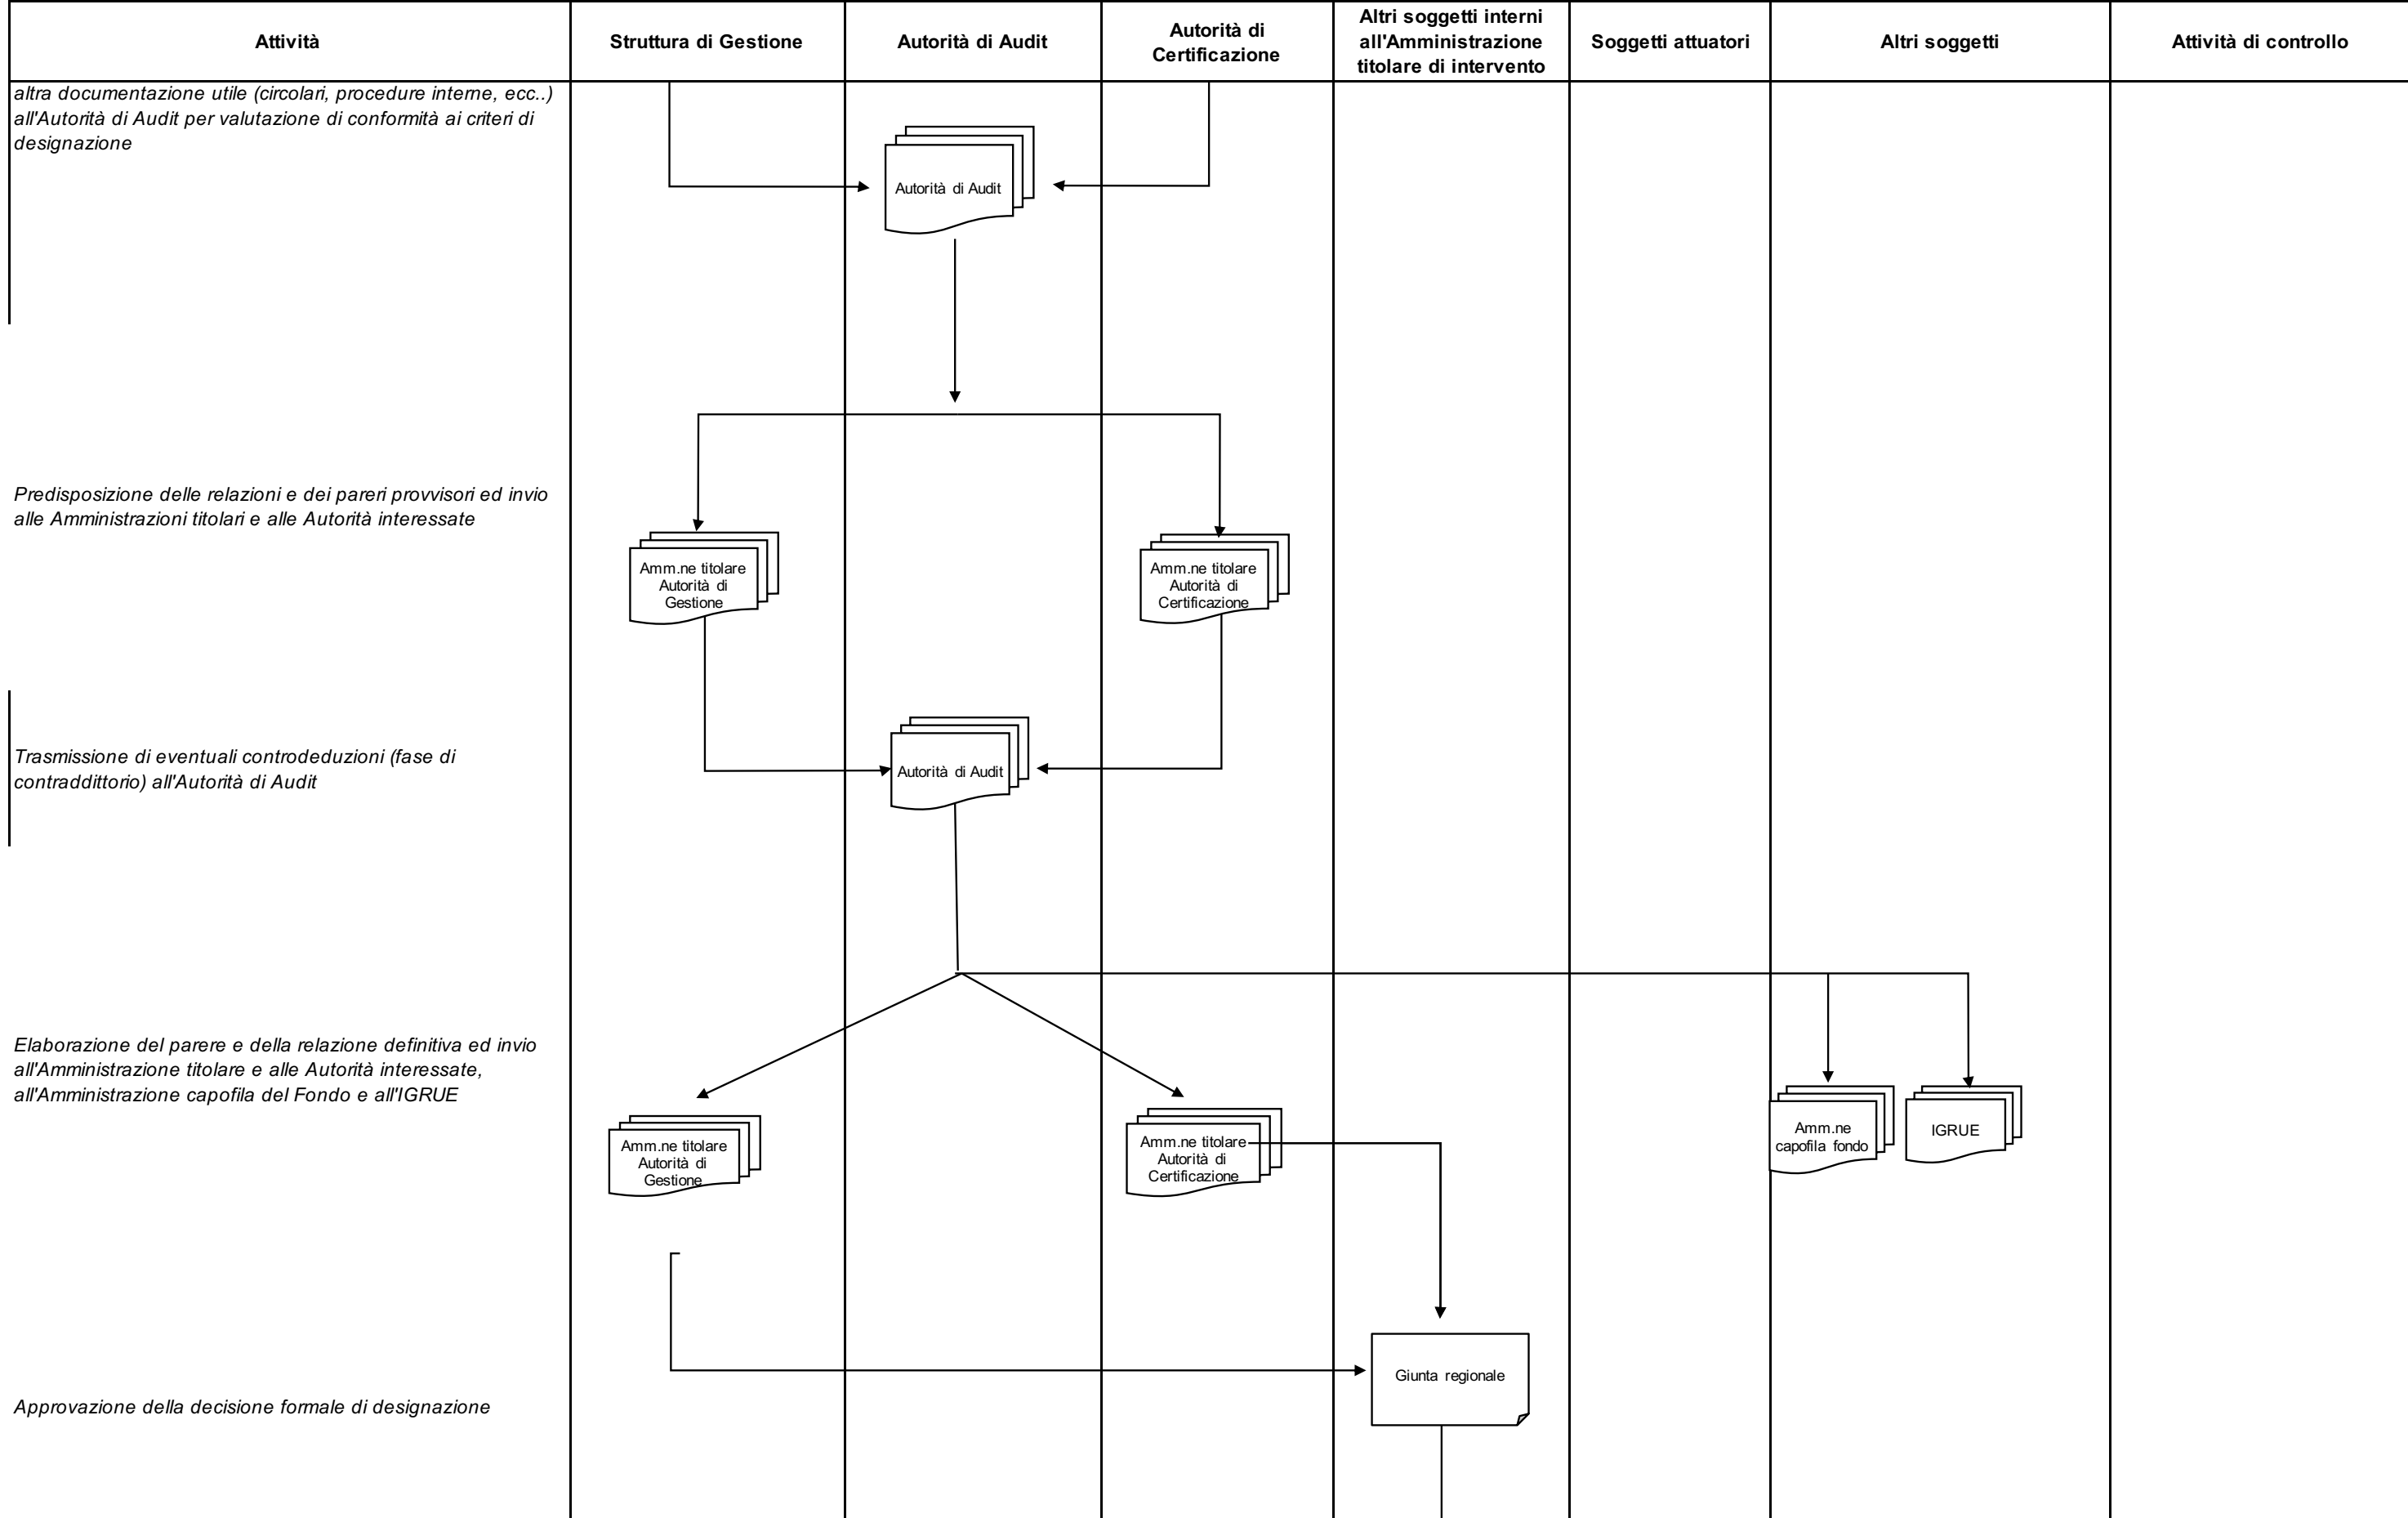 Attività
Struttura di Gestione
Autorità di Audit
Autorità di
Certificazione
Altri soggetti interni
all'Amministrazione
titolare di intervento
Soggetti attuatori
Altri soggetti
Attività di controllo
altra documentazione utile (circolari, procedure interne, ecc..)
all'Autorità di Audit per valutazione di conformità ai criteri di
designazione
Autorità di Audit
Predisposizione delle relazioni e dei pareri provvisori ed invio
alle Amministrazioni titolari e alle Autorità interessate
Amm.ne titolare
Autorità di
Gestione
Amm.ne titolare
Autorità di
Certificazione
Trasmissione di eventuali controdeduzioni (fase di
contraddittorio) all'Autorità di Audit
Autorità di Audit
Elaborazione del parere e della relazione definitiva ed invio
all'Amministrazione titolare e alle Autorità interessate,
all'Amministrazione capofila del Fondo e all'IGRUE
Amm.ne titolare
Autorità di
Gestione
Amm.ne titolare
Autorità di
Certificazione
Amm.ne
capofila fondo
IGRUE
Giunta regionale
Approvazione della decisione formale di designazione